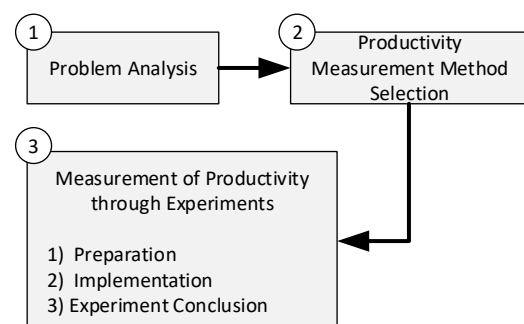 1
Problem Analysis
2
Productivity
Measurement Method
Selection
3
Measurement of Productivity
through Experiments
1) Preparation
2) Implementation
3) Experiment Conclusion